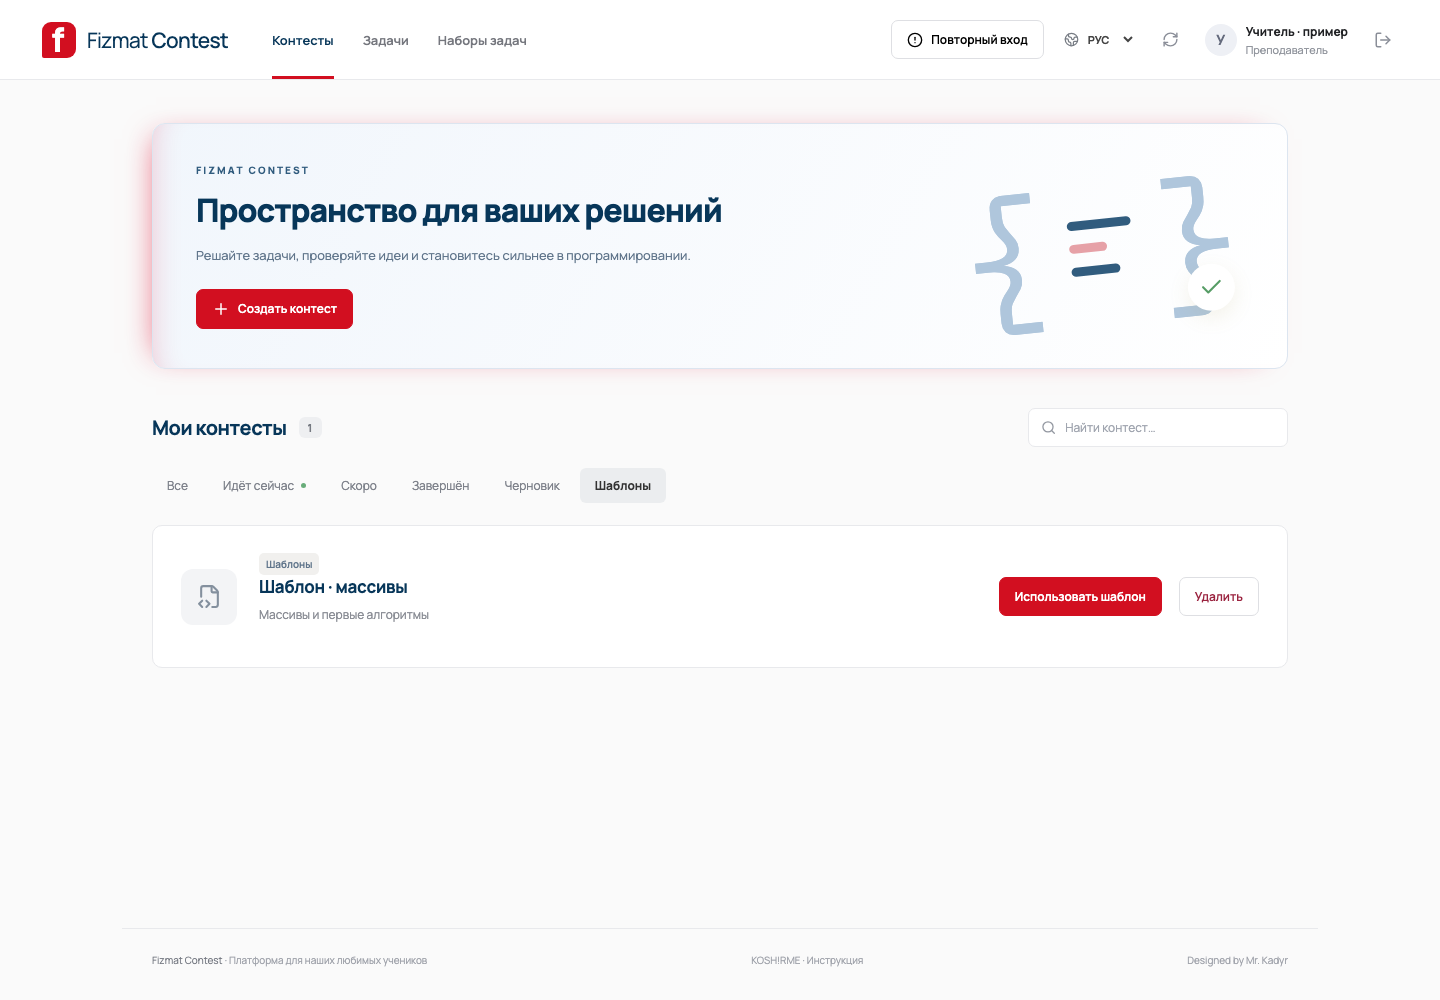 f Fizmat Contest
Контесты
Задачи
Наборы задач
Повторный вход
РУС
У
Учитель · пример
Преподаватель
FIZMAT CONTEST
Пространство для ваших решений
Решайте задачи, проверяйте идеи и становитесь сильнее в программировании.
Создать контест
Мои контесты 1
Найти контест...
Все
Идёт сейчас
Скоро
Завершён
Черновик
Шаблоны
Шаблоны
Шаблон · массивы
Массивы и первые алгоритмы
Использовать шаблон
Удалить
Fizmat Contest · Платформа для наших любимых учеников
KOSH!RME · Инструкция
Designed by Mr. Kadyr